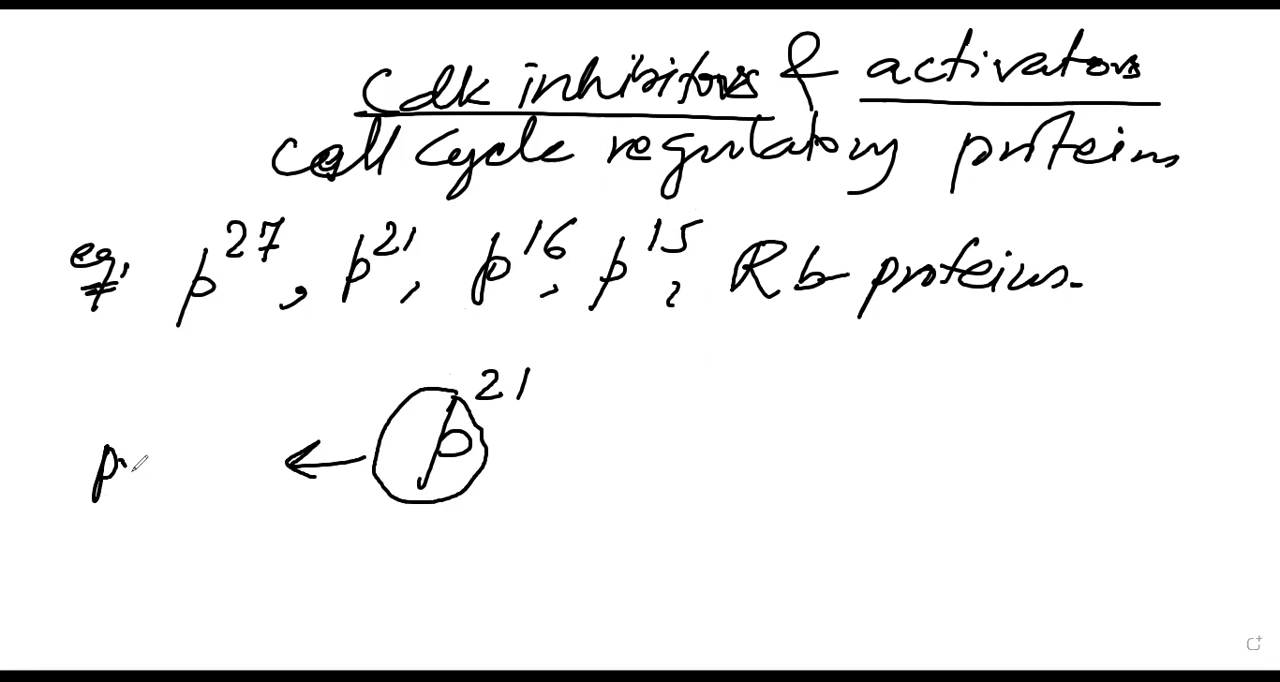 Cdk inhibitors & activators
Cell cycle regulatory proteins
eg, p27, p21, p16, p15, Rb proteins.
p ← p21